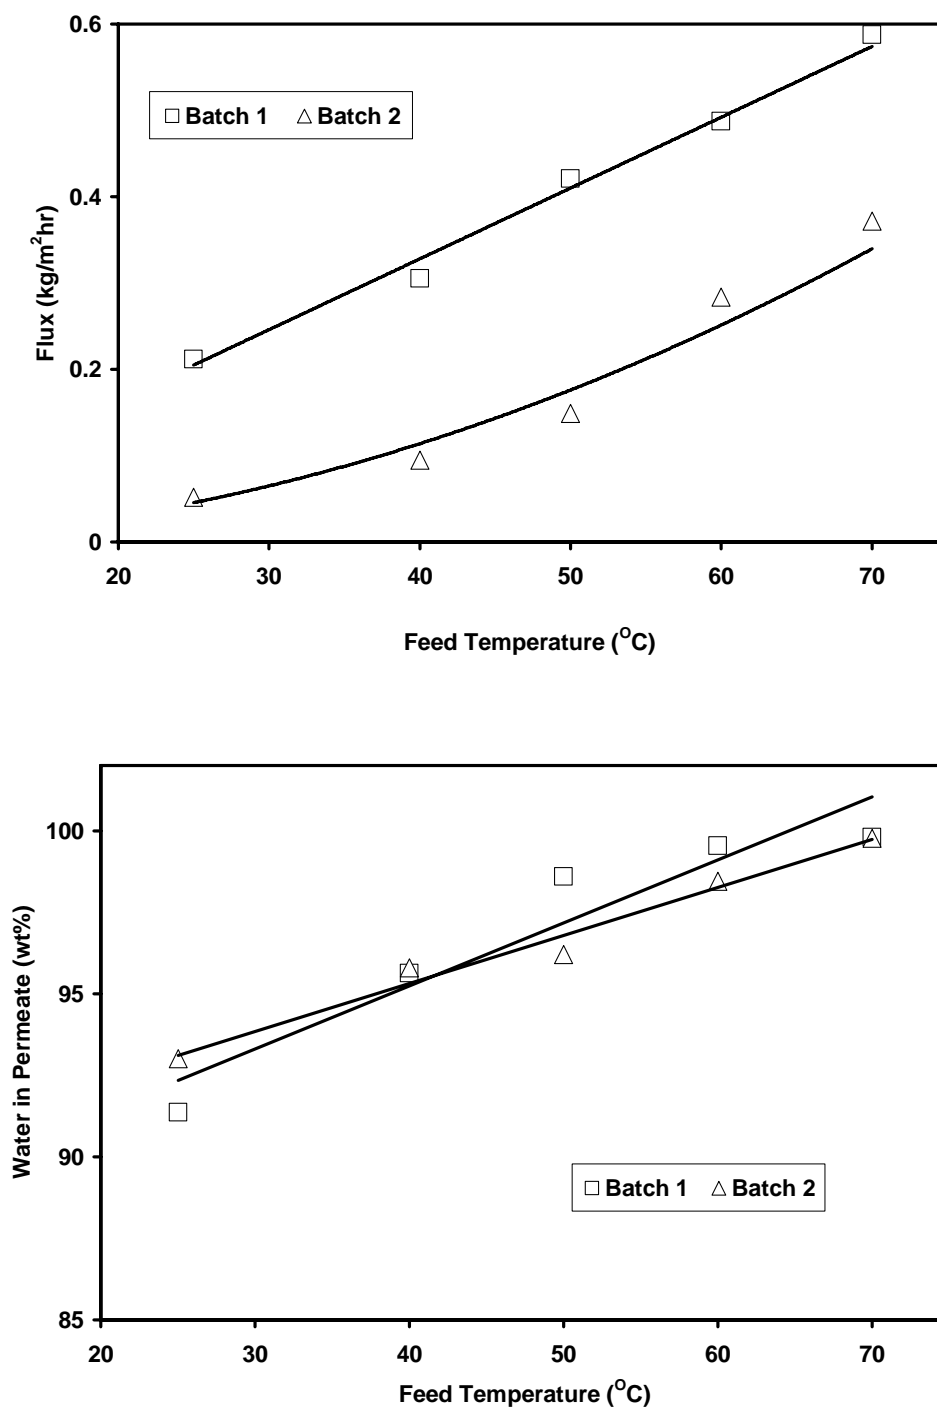 0.6
Batch 1 Batch 2
0.4
Flux (kg/m²hr)
0.2
0
20 30 40 50 60 70
Feed Temperature (ᴼC)
100
Water in Permeate (wt%)
95
90
Batch 1 Batch 2
85
20 30 40 50 60 70
Feed Temperature (ᴼC)